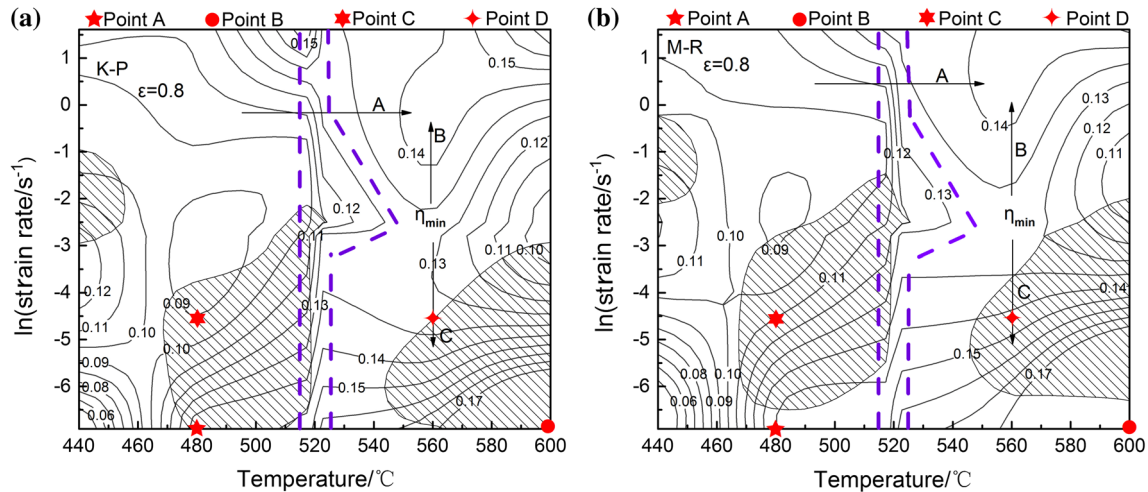 (a) Point A Point B Point C Point D
K-P
ε=0.8
0.15
0.15
A
B
0.14
0.12
0.12
0.11
ηmin
0.11
0.10
0.13
0.12
0.09
0.13
0.11
0.10
0.10
C
0.09
0.14
0.08
0.15
0.06
0.17
1
0
-1
-2
-3
-4
-5
-6
ln(strain rate/s-1)
440 460 480 500 520 540 560 580 600
Temperature/℃
(b) Point A Point B Point C Point D
M-R
ε=0.8
A
0.13
0.14
0.12
0.12
0.11
B
0.13
ηmin
0.10
0.09
0.11
0.11
C
0.14
0.12
0.15
0.10
0.08
0.17
0.06
0.09
1
0
-1
-2
-3
-4
-5
-6
ln(strain rate/s-1)
440 460 480 500 520 540 560 580 600
Temperature/℃